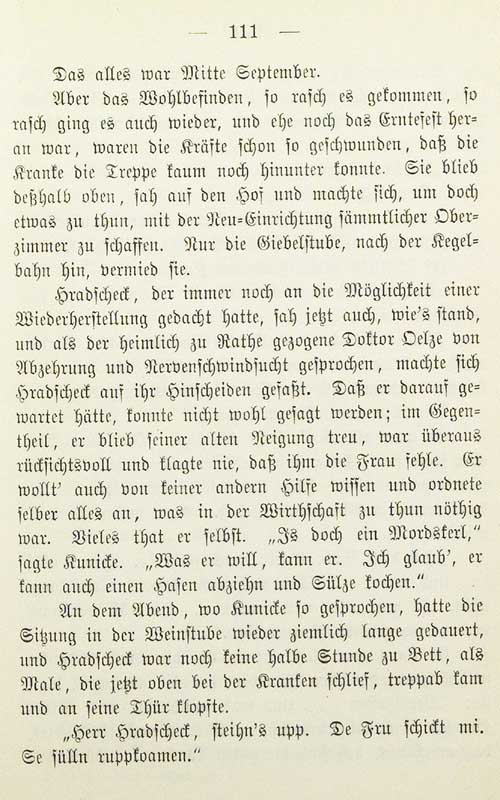 — 111 —
Das alles war Mitte September.
Aber das Wohlbefinden, so rasch es gekommen, so
rasch ging es auch wieder, und ehe noch das Erntefest her-
an war, waren die Kräfte schon so geschwunden, daß die
Kranke die Treppe kaum noch hinunter konnte. Sie blieb
deßhalb oben, sah auf den Hof und machte sich, um doch
etwas zu thun, mit der Neu-Einrichtung sämmtlicher Ober-
zimmer zu schaffen. Nur die Giebelstube, nach der Kegel-
bahn hin, vermied sie.
Hradscheck, der immer noch an die Möglichkeit einer
Wiederherstellung gedacht hatte, sah jetzt auch, wie's stand,
und als der heimlich zu Rathe gezogene Doktor Oelze von
Abzehrung und Nervenschwindsucht gesprochen, machte sich
Hradscheck auf ihr Hinscheiden gefaßt. Daß er darauf ge-
wartet hätte, konnte nicht wohl gesagt werden; im Gegen-
theil, er blieb seiner alten Neigung treu, war überaus
rücksichtsvoll und klagte nie, daß ihm die Frau fehle. Er
wollt' auch von keiner andern Hilfe wissen und ordnete
selber alles an, was in der Wirthschaft zu thun nöthig
war. Vieles that er selbst. „Is doch ein Mordskerl,“
sagte Kunicke. „Was er will, kann er. Ich glaub', er
kann auch einen Hasen abziehn und Sülze kochen.“
An dem Abend, wo Kunicke so gesprochen, hatte die
Sitzung in der Weinstube wieder ziemlich lange gedauert,
und Hradscheck war noch keine halbe Stunde zu Bett, als
Male, die jetzt oben bei der Kranken schlief, treppab kam
und an seine Thür klopfte.
„Herr Hradscheck, steihn's upp. De Fru schickt mi.
Se sülln ruppkoamen.“